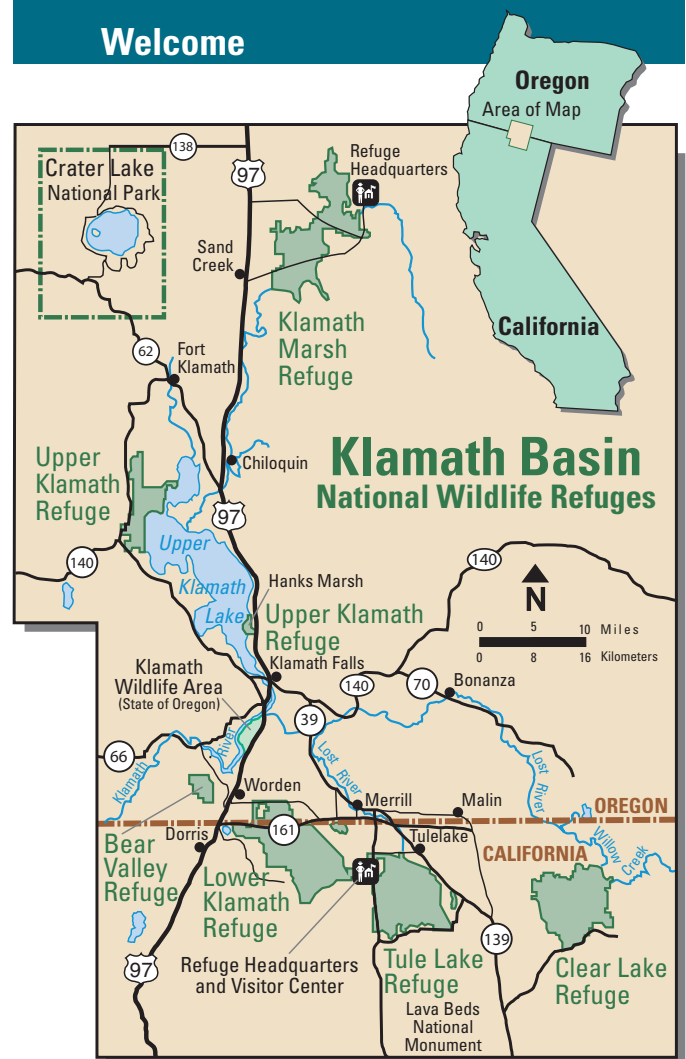 Welcome
Oregon
Area of Map
California
138
Crater Lake
National Park
97
Refuge
Headquarters
Sand
Creek
Klamath
Marsh
Refuge
62
Fort
Klamath
Chiloquin
Klamath Basin
National Wildlife Refuges
Upper
Klamath
Refuge
97
140
Upper
Klamath
Lake
Hanks Marsh
Upper Klamath
Refuge
140
N
0 5 10 Miles
0 8 16 Kilometers
Klamath Falls
Klamath
Wildlife Area
(State of Oregon)
140
70
Bonanza
39
66
Klamath
River
Lost River
Lost River
Worden
Merrill
Malin
OREGON
CALIFORNIA
Willow Creek
161
Dorris
Tulelake
Bear
Valley
Refuge
Lower
Klamath
Refuge
97
Refuge Headquarters
and Visitor Center
139
Tule Lake
Refuge
Clear Lake
Refuge
Lava Beds
National
Monument